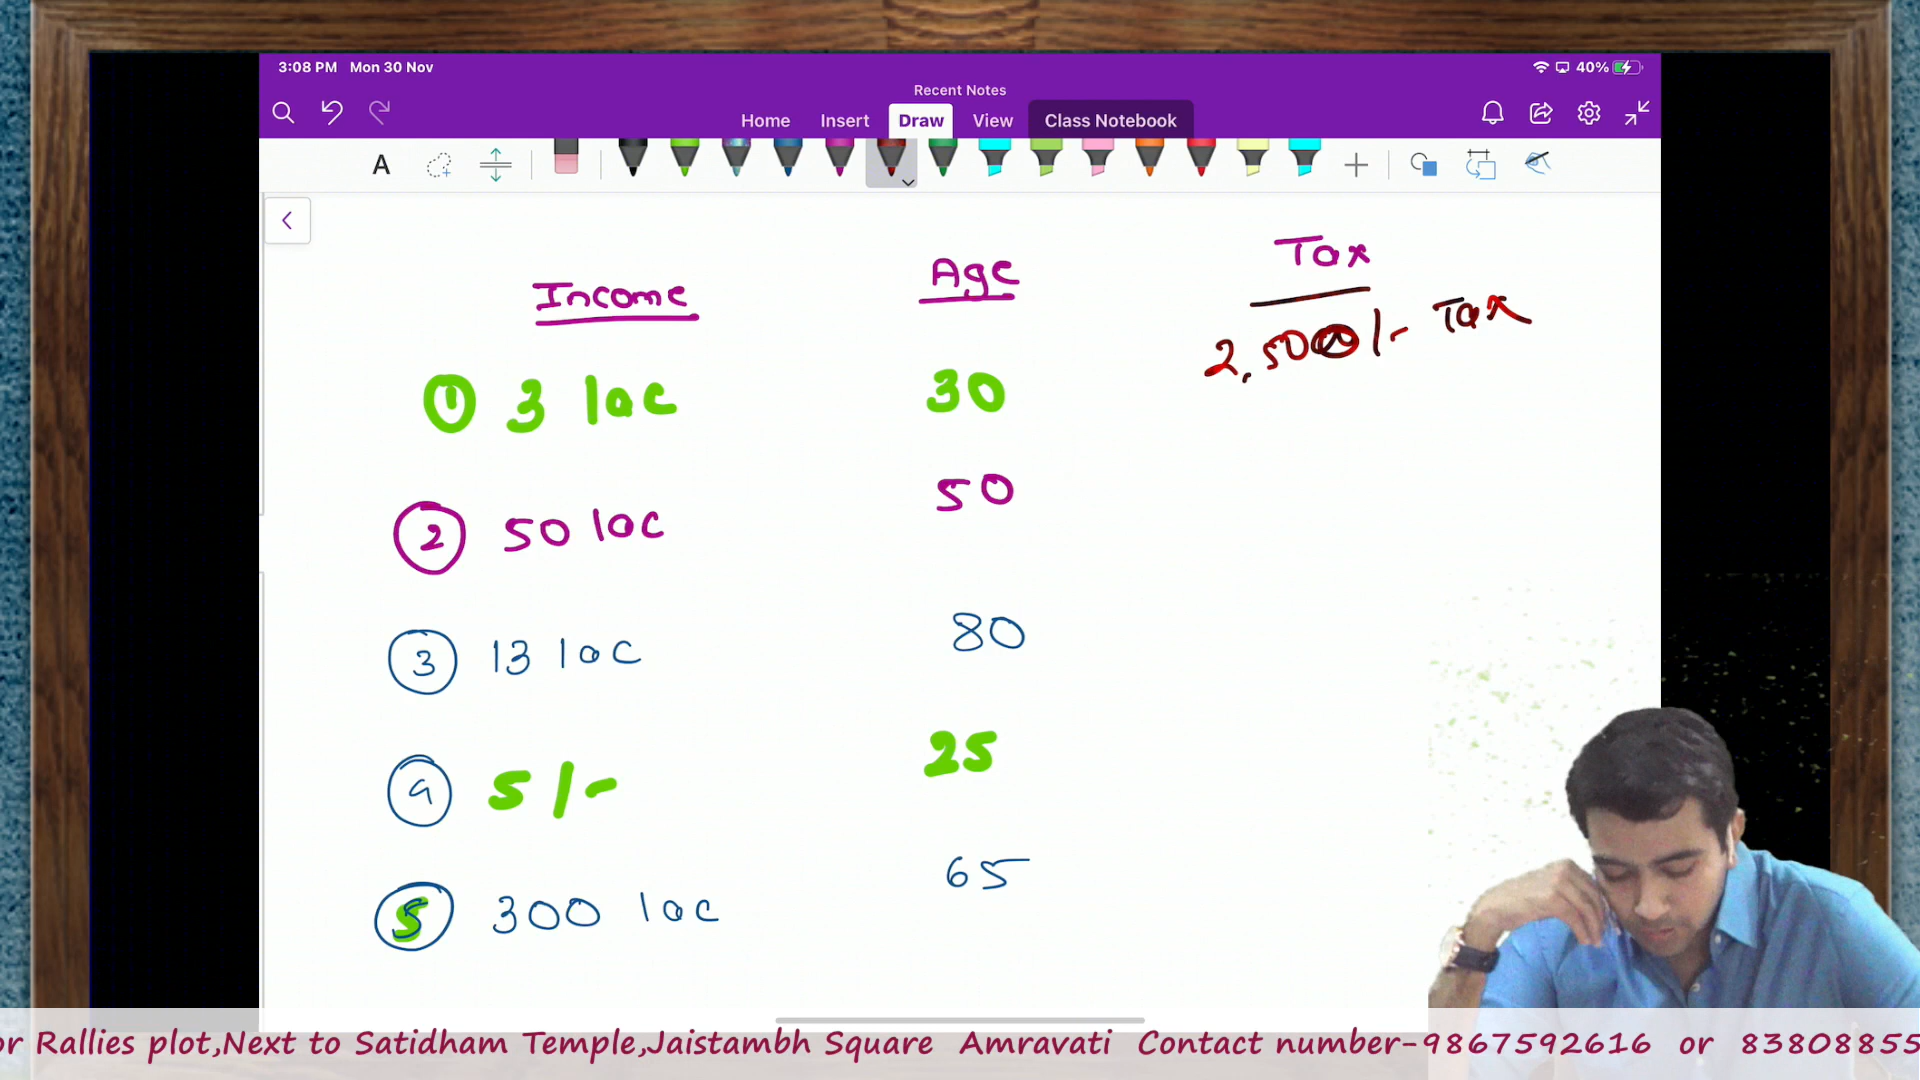 3:08 PM Mon 30 Nov
40%
Recent Notes
Home Insert Draw View Class Notebook
A
Income Age Tax
2,500/- Tax
1 3 lac 30
2 50 lac 50
3 13 lac 80
4 5/- 25
5 300 lac 65
or Rallies plot,Next to Satidham Temple,Jaistambh Square Amravati Contact number-9867592616 or 83808855